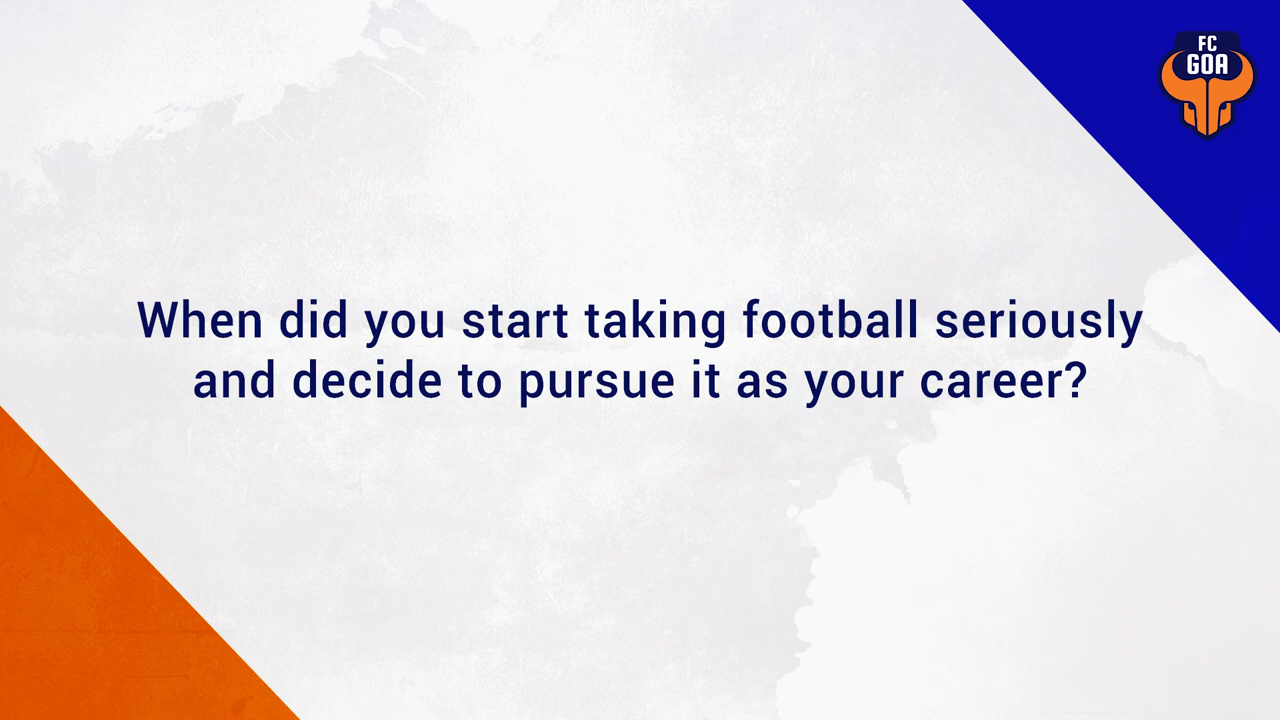 FC
GOA
When did you start taking football seriously
and decide to pursue it as your career?